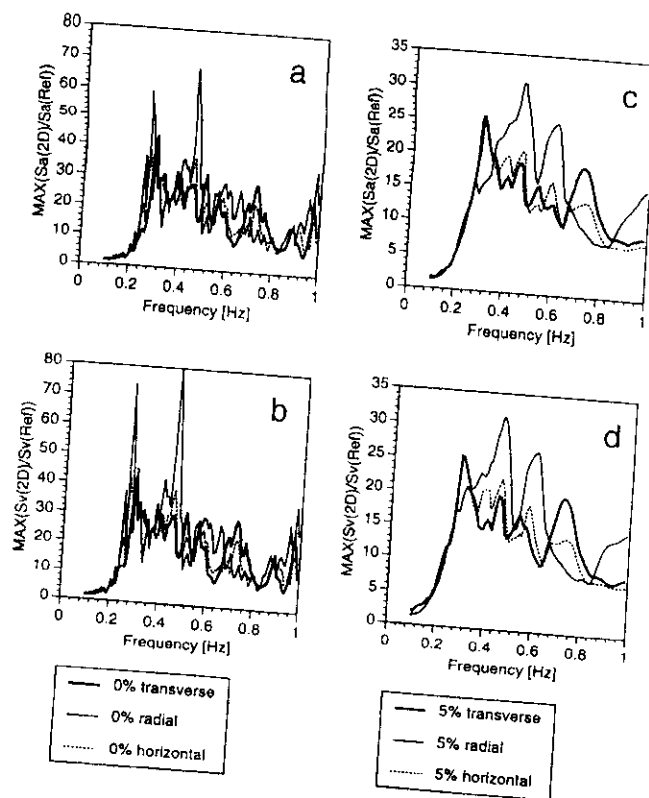 80
70
60
50
40
30
20
10
0
MAX(Sa(2D)/Sa(Ref))
a
0 0.2 0.4 0.6 0.8 1
Frequency [Hz]
35
30
25
20
15
10
5
0
MAX(Sa(2D)/Sa(Ref))
c
0 0.2 0.4 0.6 0.8 1
Frequency [Hz]
80
70
60
50
40
30
20
10
0
MAX(Sv(2D)/Sv(Ref))
b
0 0.2 0.4 0.6 0.8 1
Frequency [Hz]
35
30
25
20
15
10
5
0
MAX(Sv(2D)/Sv(Ref))
d
0 0.2 0.4 0.6 0.8 1
Frequency [Hz]
0% transverse
0% radial
0% horizontal
5% transverse
5% radial
5% horizontal